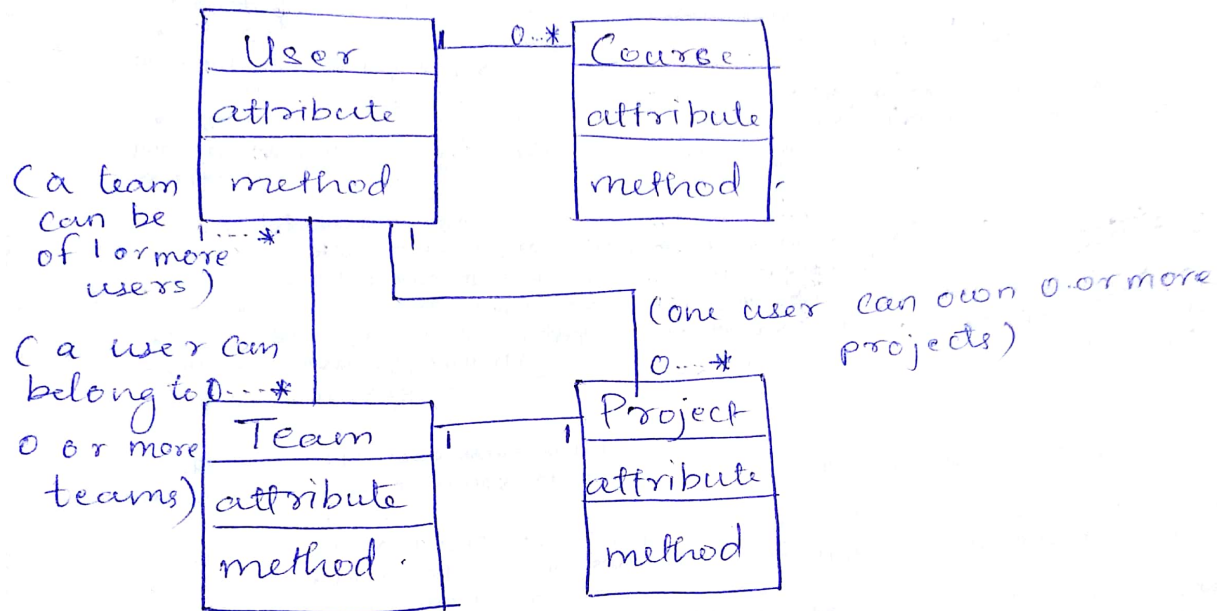 User
attribute
method
1
0..*
Course
attribute
method
(a team
can be
of 1 or more
users)
1....*
1
(one user can own 0 or more
projects)
0....*
(a user can
belong to
0 or more
teams)
0....*
Team
attribute
method
1
1
Project
attribute
method